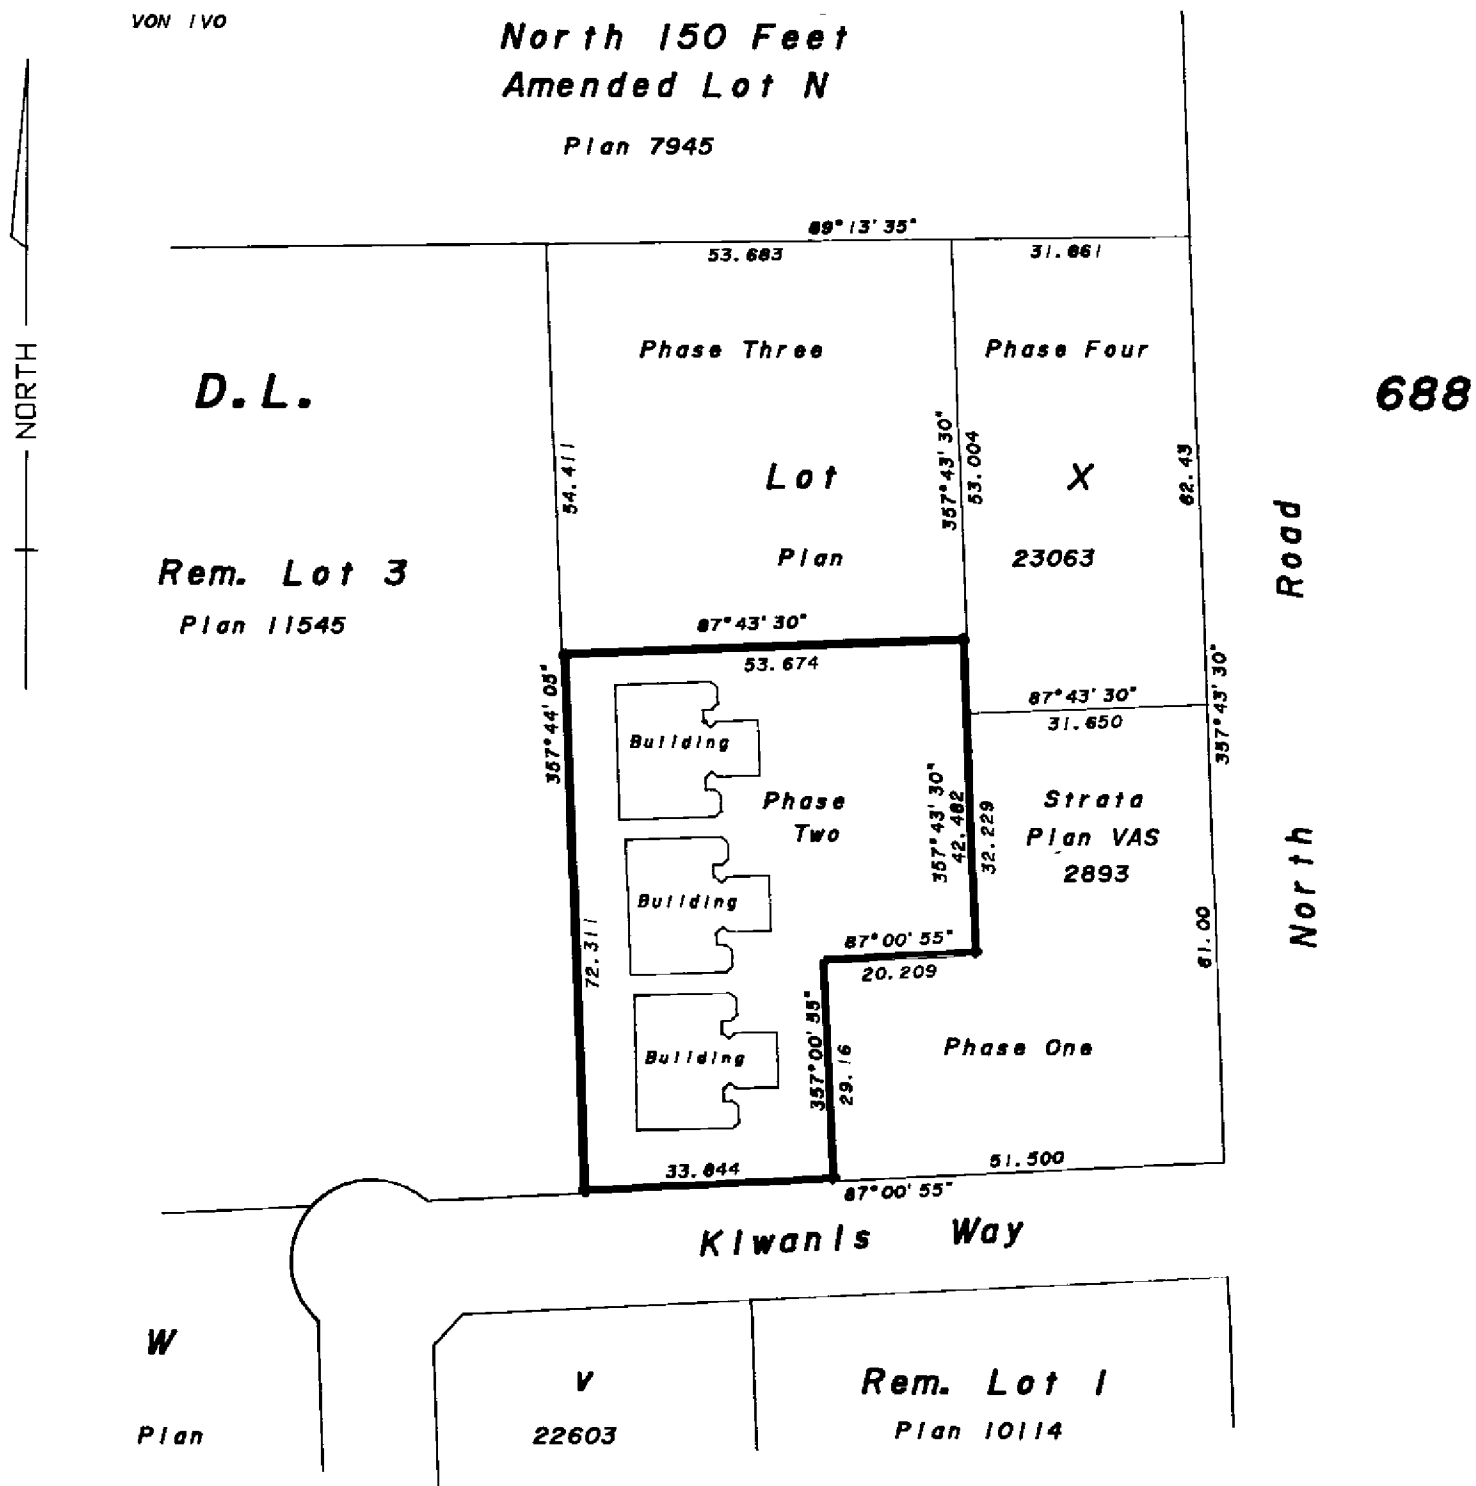 VON 1V0
North 150 Feet
Amended Lot N
Plan 7945
89°13'35"
53.683
31.661
NORTH
Phase Three
Phase Four
D.L.
688
54.411
Lot
357°43'30"
53.004
X
62.43
Road
Plan
23063
Rem. Lot 3
Plan 11545
87°43'30"
53.674
357°44'05"
87°43'30"
31.650
357°43'30"
Building
Phase
Two
357°43'30"
42.482
32.229
Strata
Plan VAS
2893
North
Building
72.311
87°00'55"
20.209
61.00
Building
357°00'55"
29.16
Phase One
33.844
51.500
87°00'55"
Kiwanis Way
W
V
Rem. Lot 1
Plan
22603
Plan 10114